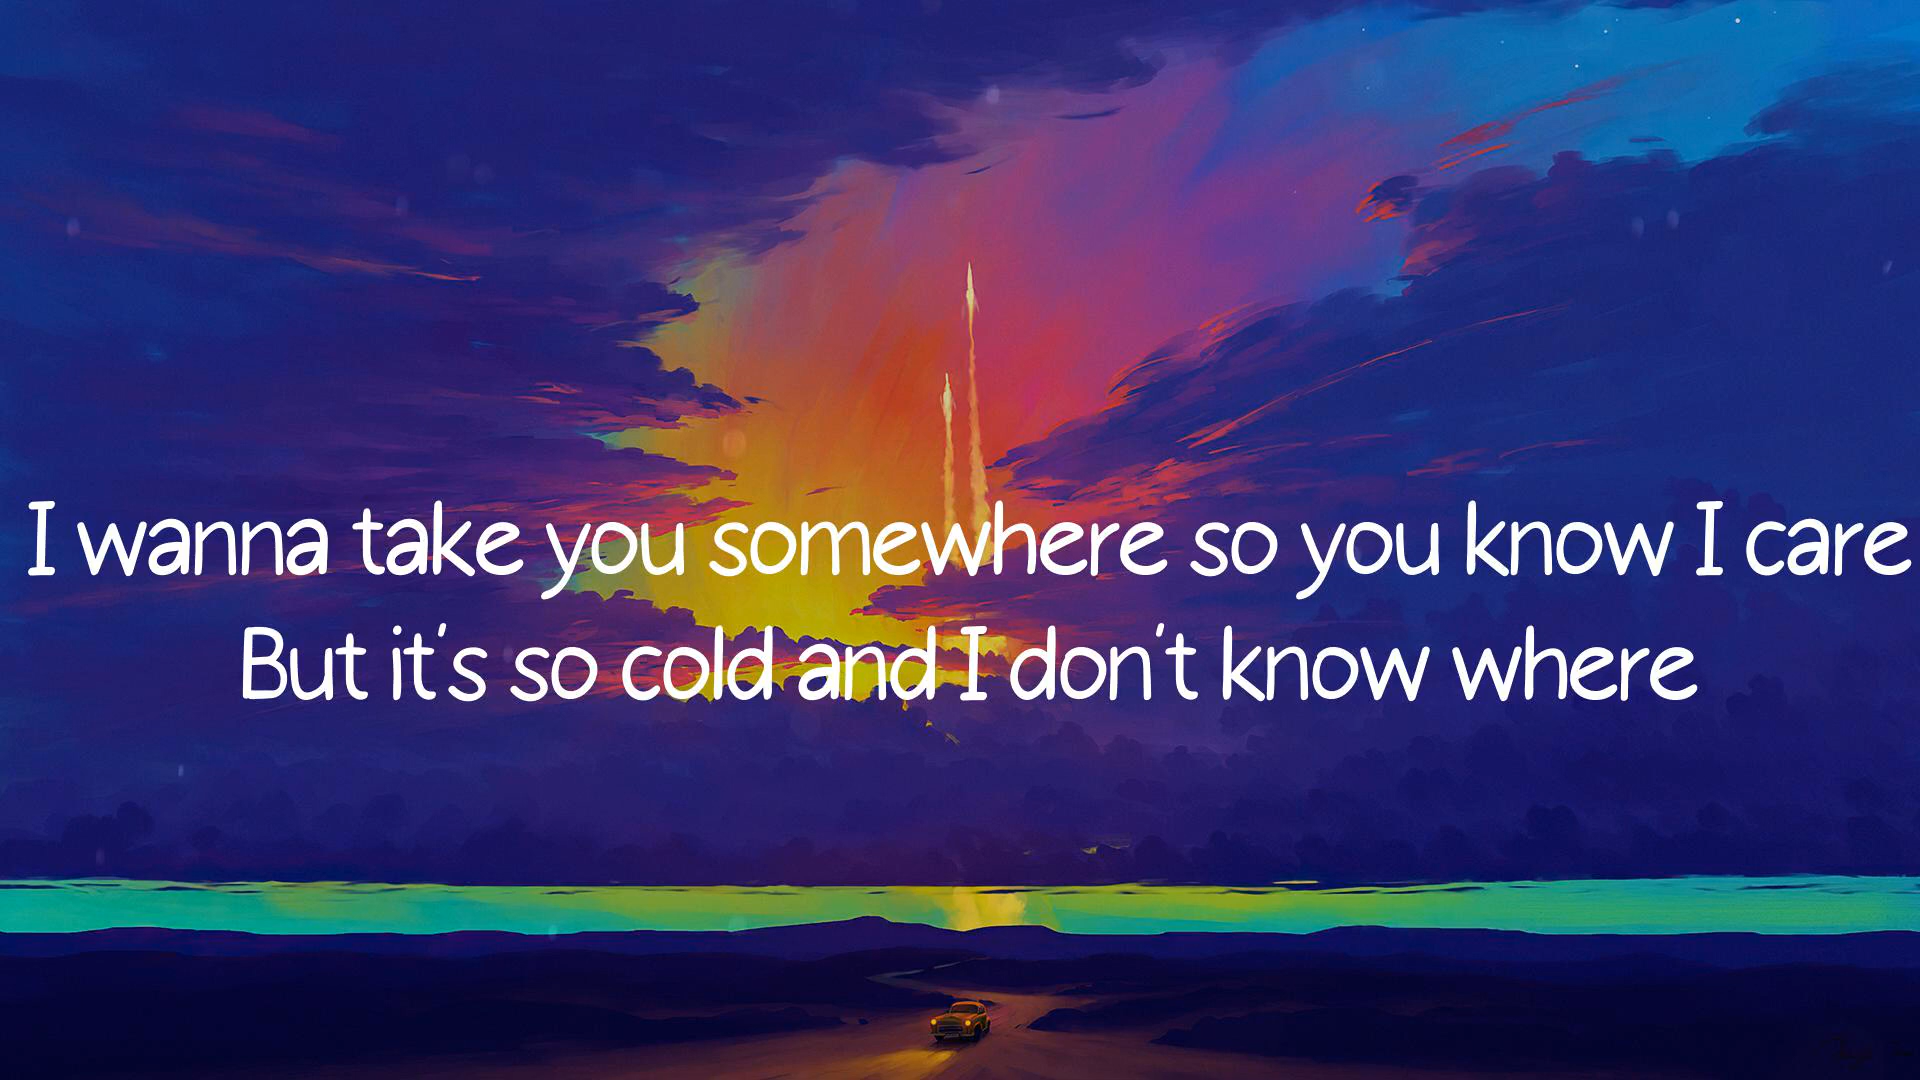 I wanna take you somewhere so you know I care
But it's so cold and I don't know where